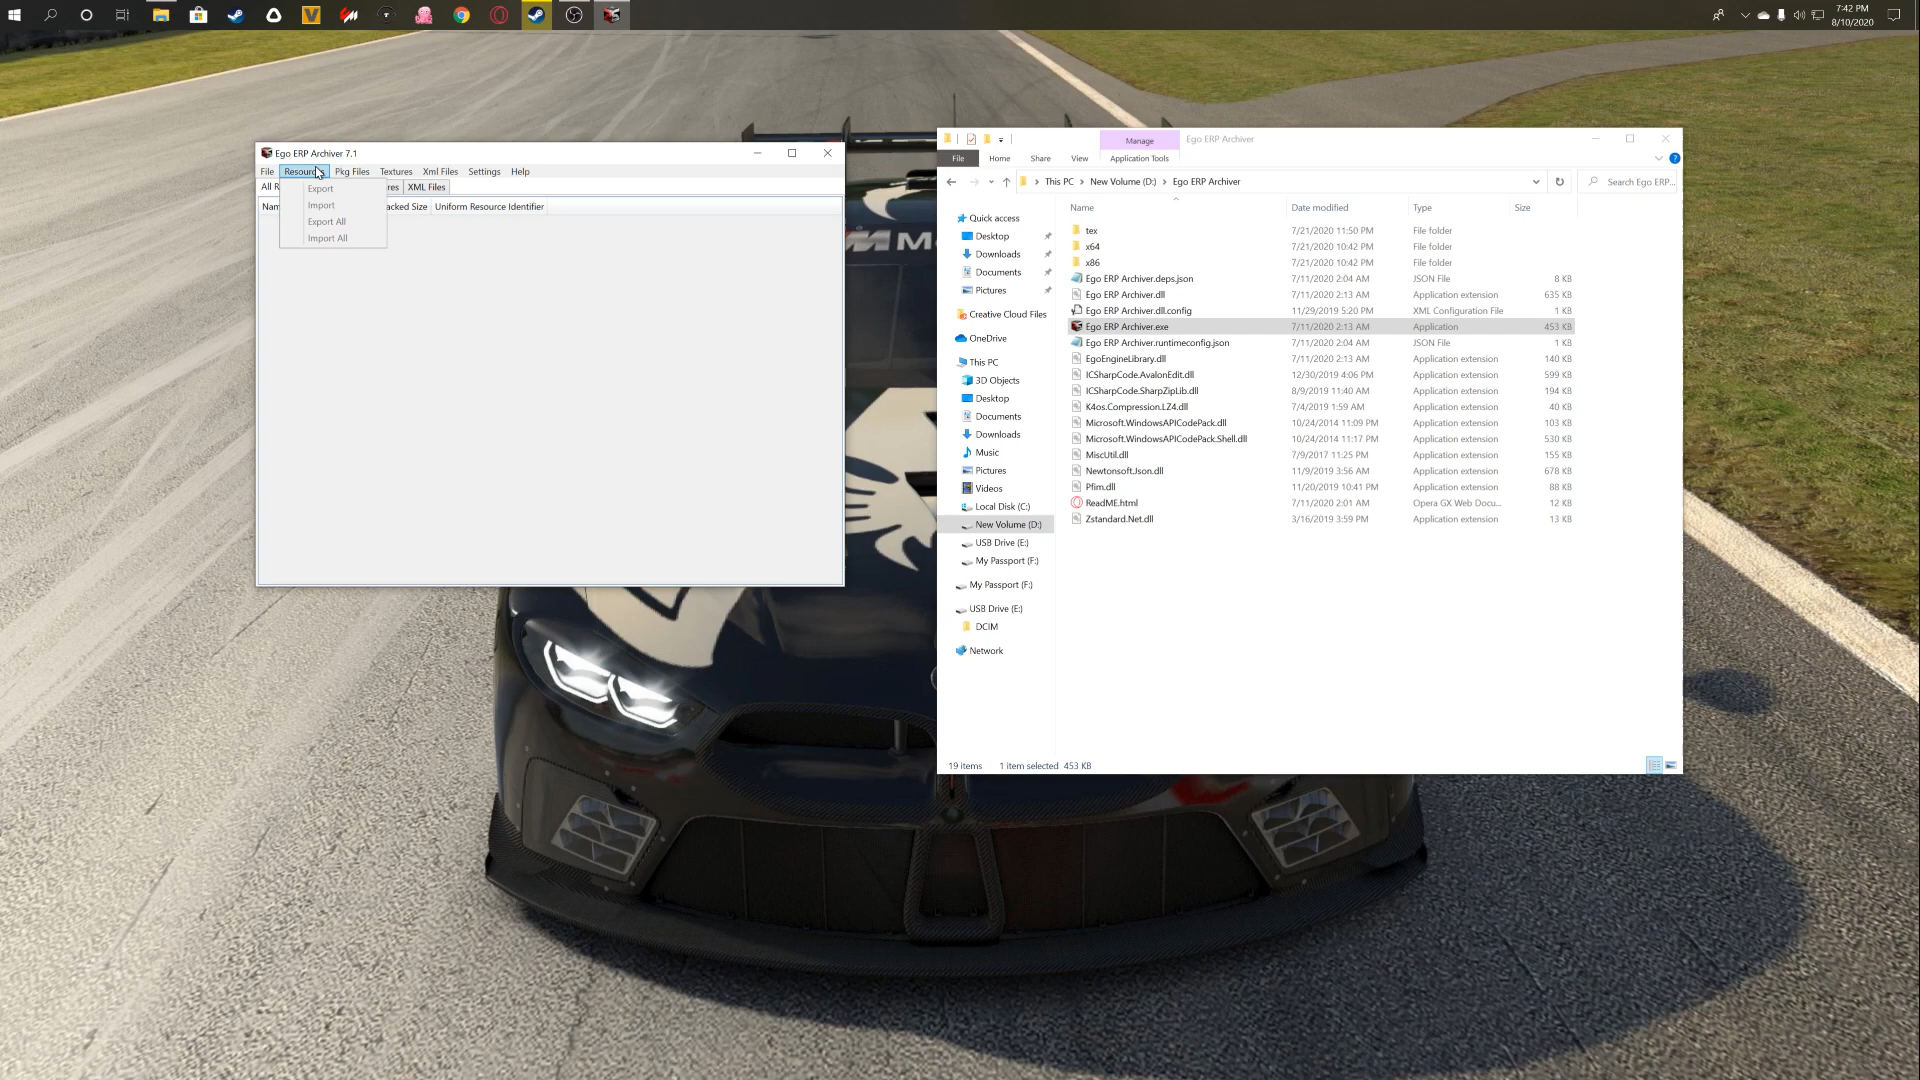 7:42 PM
8/10/2020
Ego ERP Archiver 7.1
File Pkg Files Textures Xml Files Settings Help
All R res XML Files
Export
Import
Export All
Import All
acked Size Uniform Resource Identifier
Manage Ego ERP Archiver
File Home Share View Application Tools
This PC > New Volume (D:) > Ego ERP Archiver
Search Ego ERP...
Name Date modified Type Size
Quick access
Desktop
Downloads
Documents
Pictures
Creative Cloud Files
OneDrive
This PC
3D Objects
Desktop
Documents
Downloads
Music
Pictures
Videos
Local Disk (C:)
New Volume (D:)
USB Drive (E:)
My Passport (F:)
My Passport (F:)
USB Drive (E:)
DCIM
Network
tex 7/21/2020 11:50 PM File folder
x64 7/21/2020 10:42 PM File folder
x86 7/21/2020 10:42 PM File folder
Ego ERP Archiver.deps.json 7/11/2020 2:04 AM JSON File 8 KB
Ego ERP Archiver.dll 7/11/2020 2:13 AM Application extension 635 KB
Ego ERP Archiver.dll.config 11/29/2019 5:20 PM XML Configuration File 1 KB
Ego ERP Archiver.exe 7/11/2020 2:13 AM Application 453 KB
Ego ERP Archiver.runtimeconfig.json 7/11/2020 2:04 AM JSON File 1 KB
EgoEngineLibrary.dll 7/11/2020 2:13 AM Application extension 140 KB
ICSharpCode.AvalonEdit.dll 12/30/2019 4:06 PM Application extension 599 KB
ICSharpCode.SharpZipLib.dll 8/9/2019 11:40 AM Application extension 194 KB
K4os.Compression.LZ4.dll 7/4/2019 1:59 AM Application extension 40 KB
Microsoft.WindowsAPICodePack.dll 10/24/2014 11:09 PM Application extension 103 KB
Microsoft.WindowsAPICodePack.Shell.dll 10/24/2014 11:17 PM Application extension 530 KB
MiscUtil.dll 7/9/2017 11:25 PM Application extension 155 KB
Newtonsoft.Json.dll 11/9/2019 3:56 AM Application extension 678 KB
Pfim.dll 11/20/2019 10:41 PM Application extension 88 KB
ReadME.html 7/11/2020 2:01 AM Opera GX Web Docu... 12 KB
Zstandard.Net.dll 3/16/2019 3:59 PM Application extension 13 KB
19 items 1 item selected 453 KB